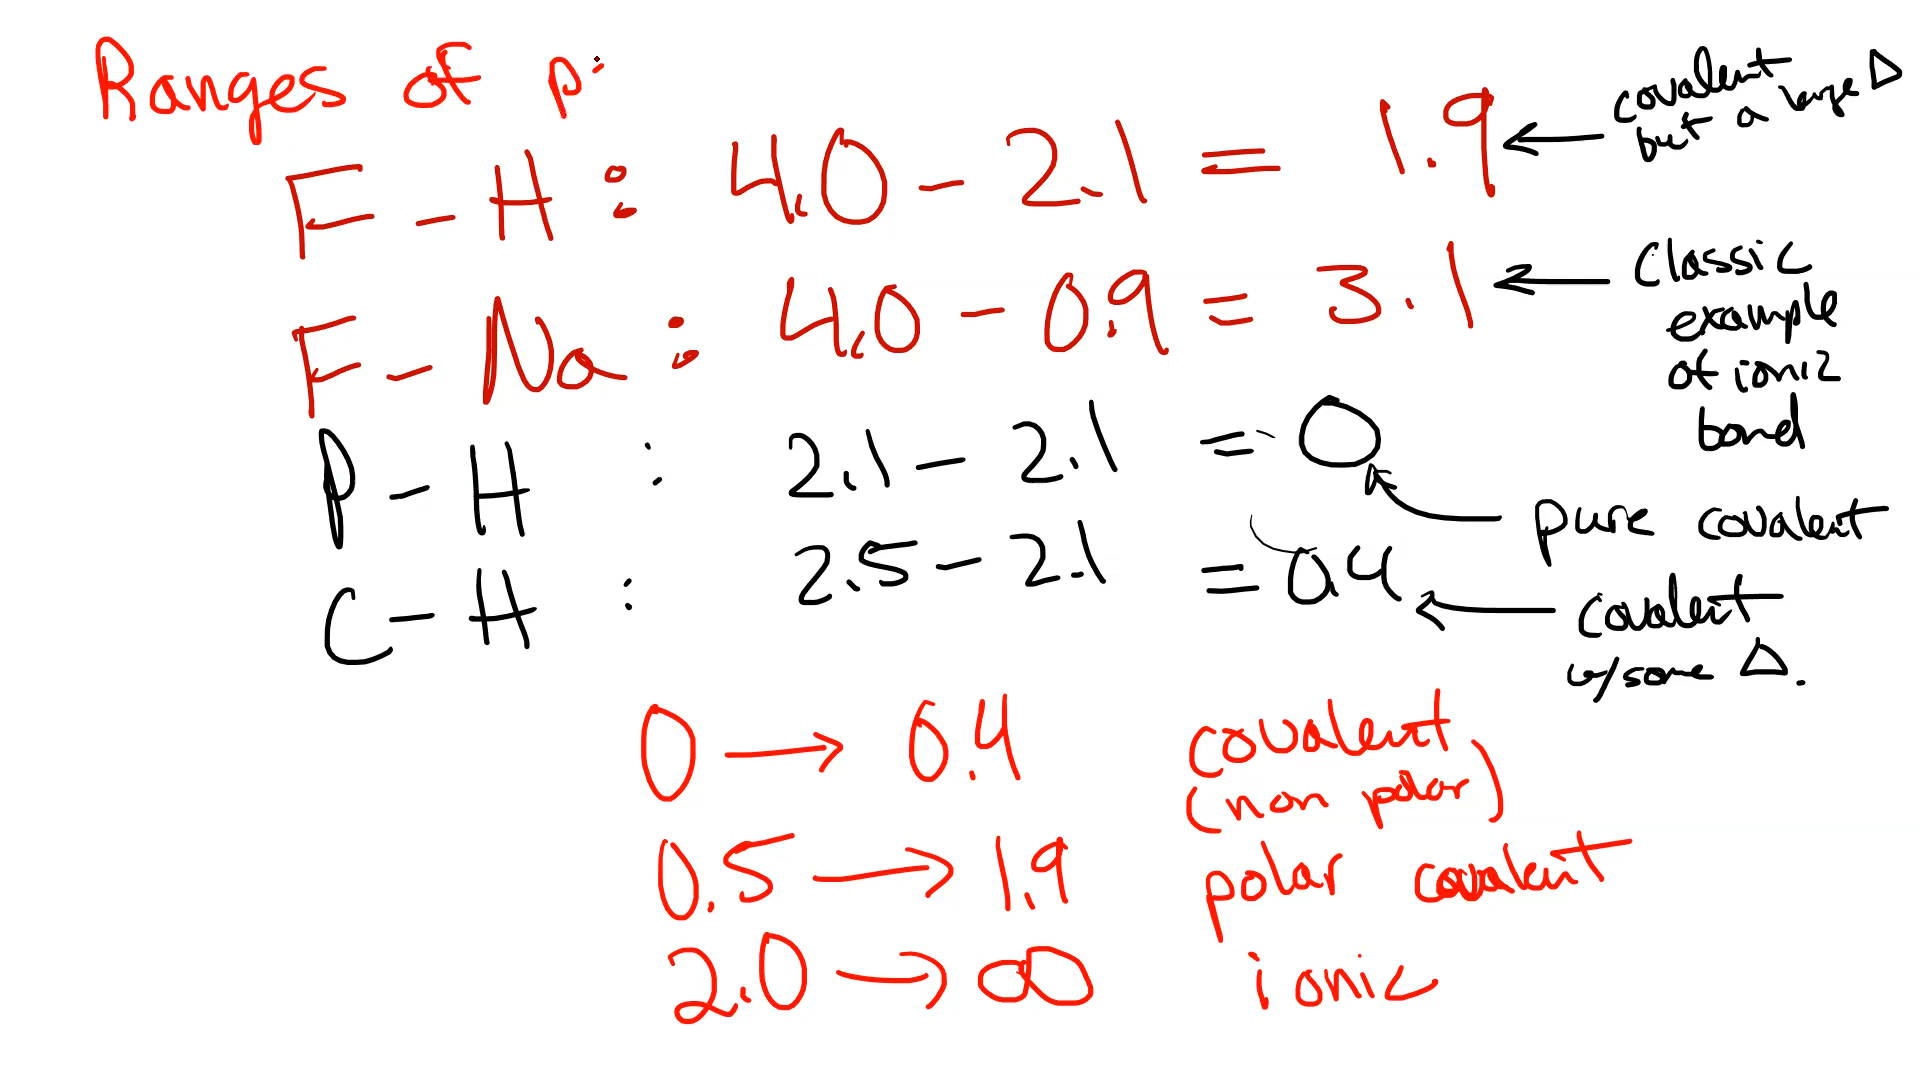 Ranges of p:
F - H : 4.0 - 2.1 = 1.9 ← covalent but a large Δ
F - Na : 4.0 - 0.9 = 3.1 ← Classic example of ionic bond
P - H : 2.1 - 2.1 = 0 ← pure covalent
C - H : 2.5 - 2.1 = 0.4 ← covalent w/some Δ.
0 → 0.4 covalent (non polar)
0.5 → 1.9 polar covalent
2.0 → ∞ ionic